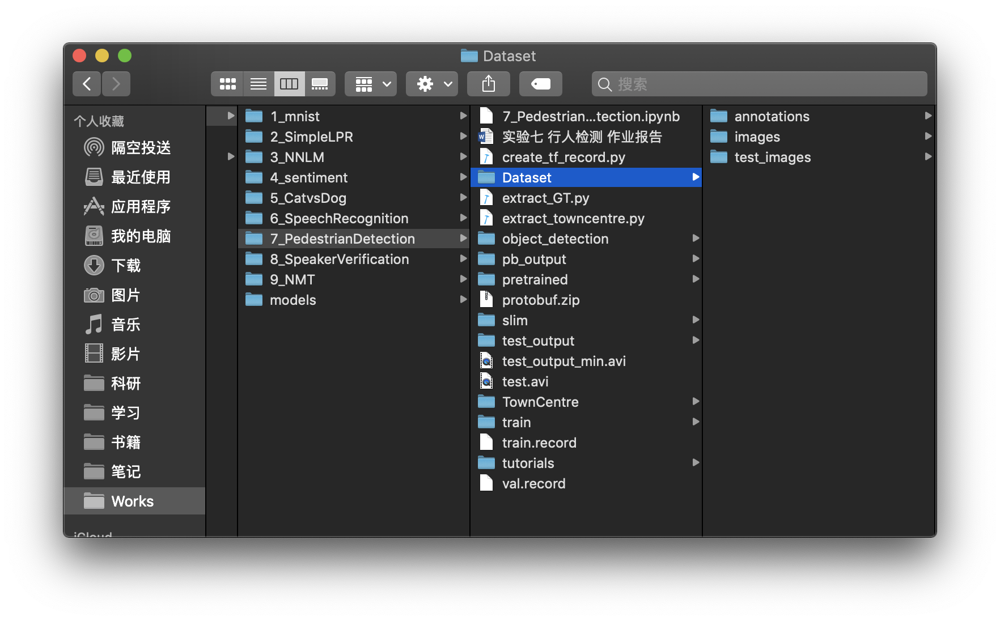 Dataset
搜索
个人收藏
隔空投送
最近使用
应用程序
我的电脑
下载
图片
音乐
影片
科研
学习
书籍
笔记
Works
iCloud
1_mnist
2_SimpleLPR
3_NNLM
4_sentiment
5_CatvsDog
6_SpeechRecognition
7_PedestrianDetection
8_SpeakerVerification
9_NMT
models
7_Pedestrian...tection.ipynb
实验七 行人检测 作业报告
create_tf_record.py
Dataset
extract_GT.py
extract_towncentre.py
object_detection
pb_output
pretrained
protobuf.zip
slim
test_output
test_output_min.avi
test.avi
TownCentre
train
train.record
tutorials
val.record
annotations
images
test_images